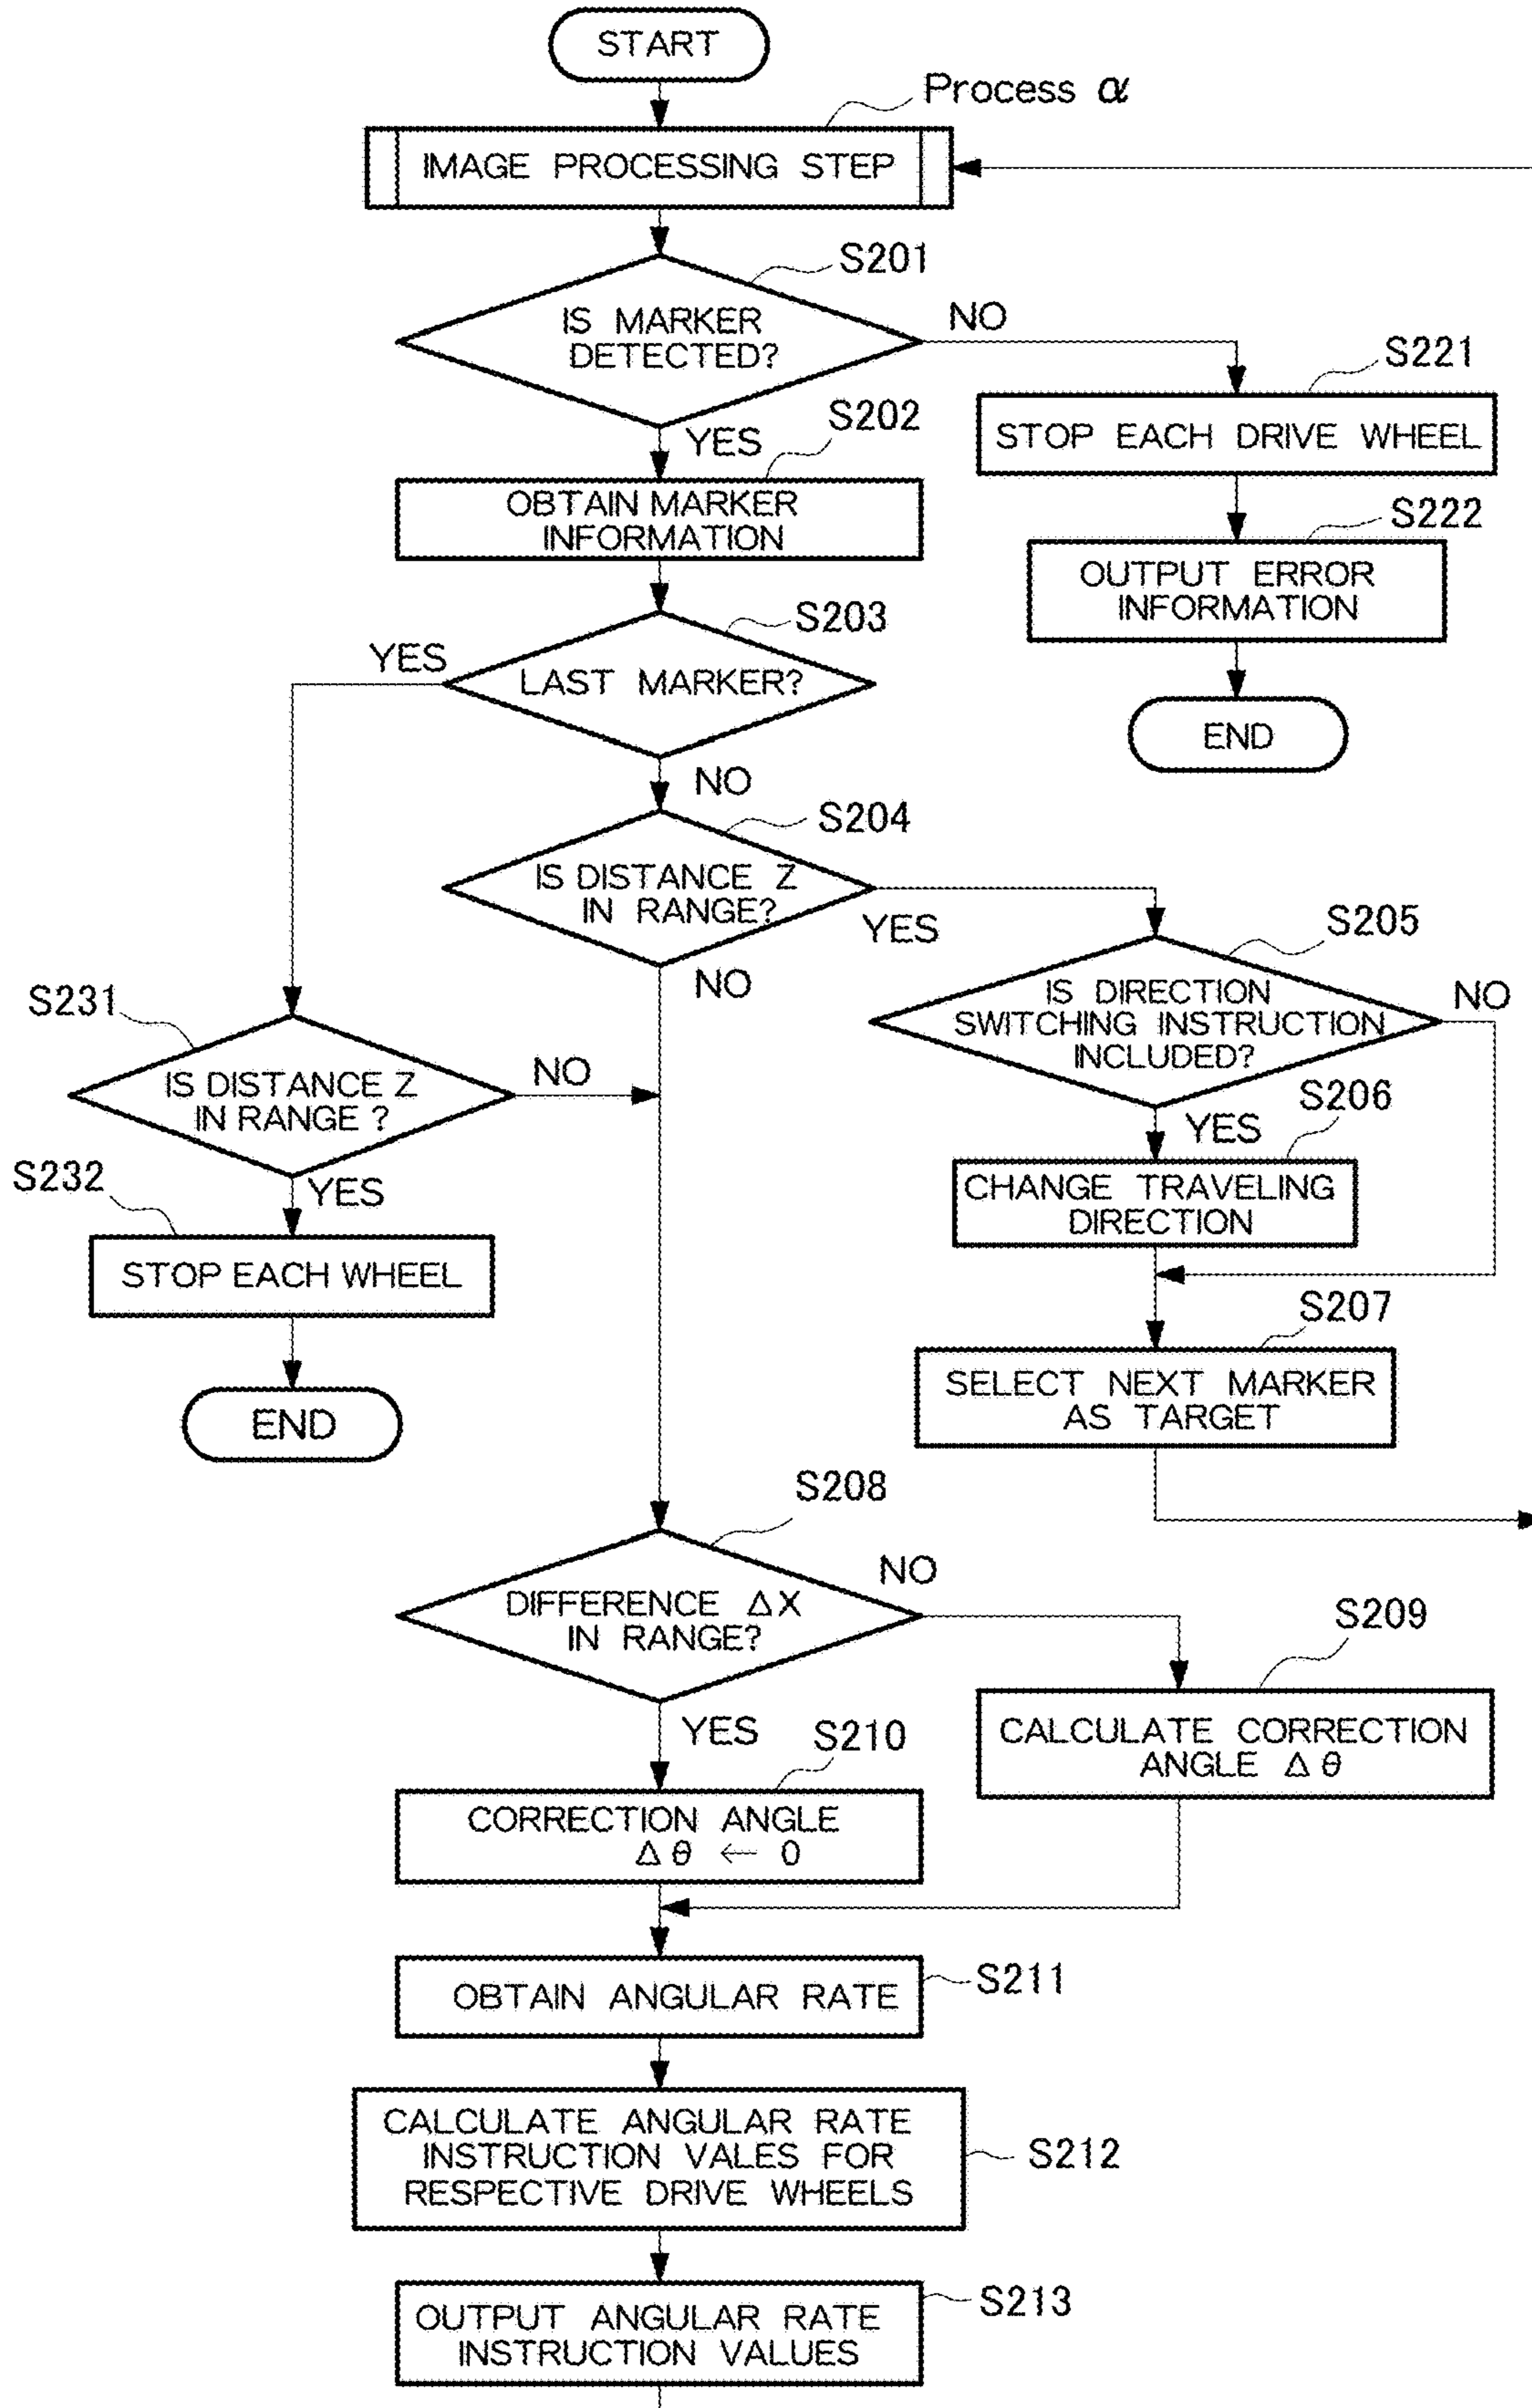 START
Process α
IMAGE PROCESSING STEP
S201
IS MARKER
DETECTED?
NO
S221
STOP EACH DRIVE WHEEL
YES
S202
OBTAIN MARKER
INFORMATION
S222
OUTPUT ERROR
INFORMATION
END
S203
YES
LAST MARKER?
NO
S204
IS DISTANCE Z
IN RANGE?
YES
NO
S205
IS DIRECTION
SWITCHING INSTRUCTION
INCLUDED?
NO
S231
IS DISTANCE Z
IN RANGE ?
NO
YES
S206
CHANGE TRAVELING
DIRECTION
S232
YES
STOP EACH WHEEL
END
S207
SELECT NEXT MARKER
AS TARGET
S208
DIFFERENCE ΔX
IN RANGE?
NO
S209
CALCULATE CORRECTION
ANGLE Δθ
YES
S210
CORRECTION ANGLE
Δθ ← 0
OBTAIN ANGULAR RATE
S211
CALCULATE ANGULAR RATE
INSTRUCTION VALES FOR
RESPECTIVE DRIVE WHEELS
S212
OUTPUT ANGULAR RATE
INSTRUCTION VALUES
S213